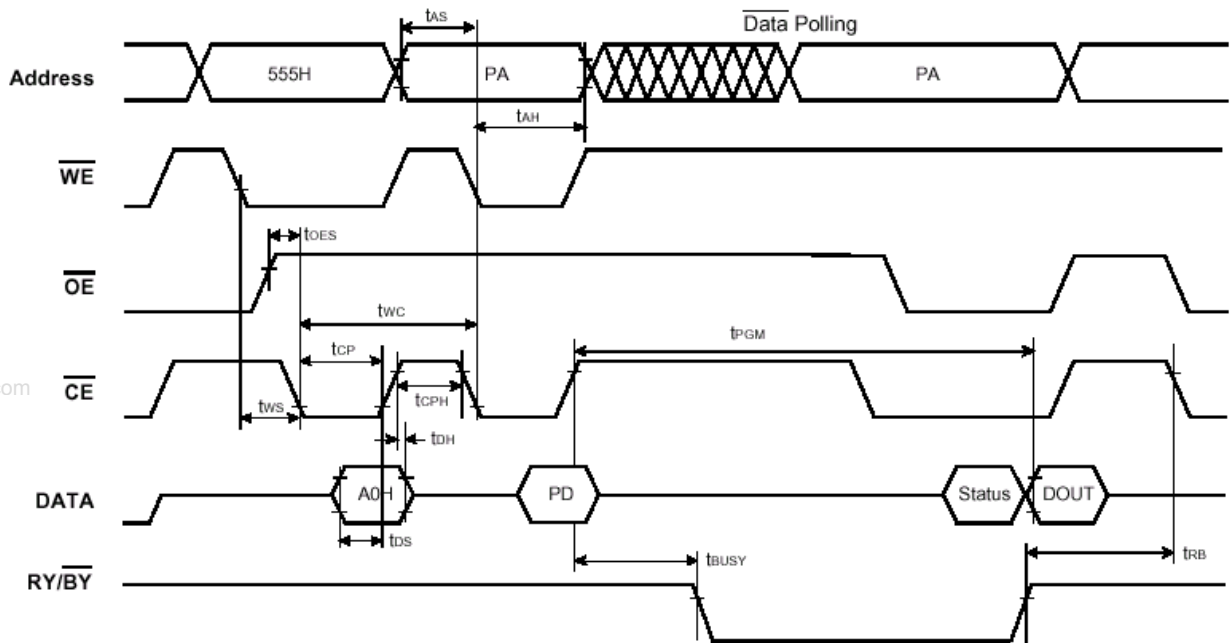 tAS
Data Polling
Address
555H
PA
PA
tAH
WE
tOES
OE
tWC
tPGM
tCP
om
CE
tWS
tCPH
tDH
DATA
A0H
PD
Status
DOUT
tDS
tBUSY
tRB
RY/BY